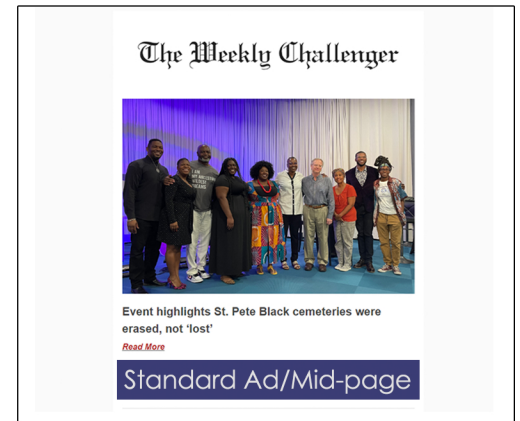 The Weekly Challenger
Event highlights St. Pete Black cemeteries were
erased, not ‘lost’
Read More
Standard Ad/Mid-page